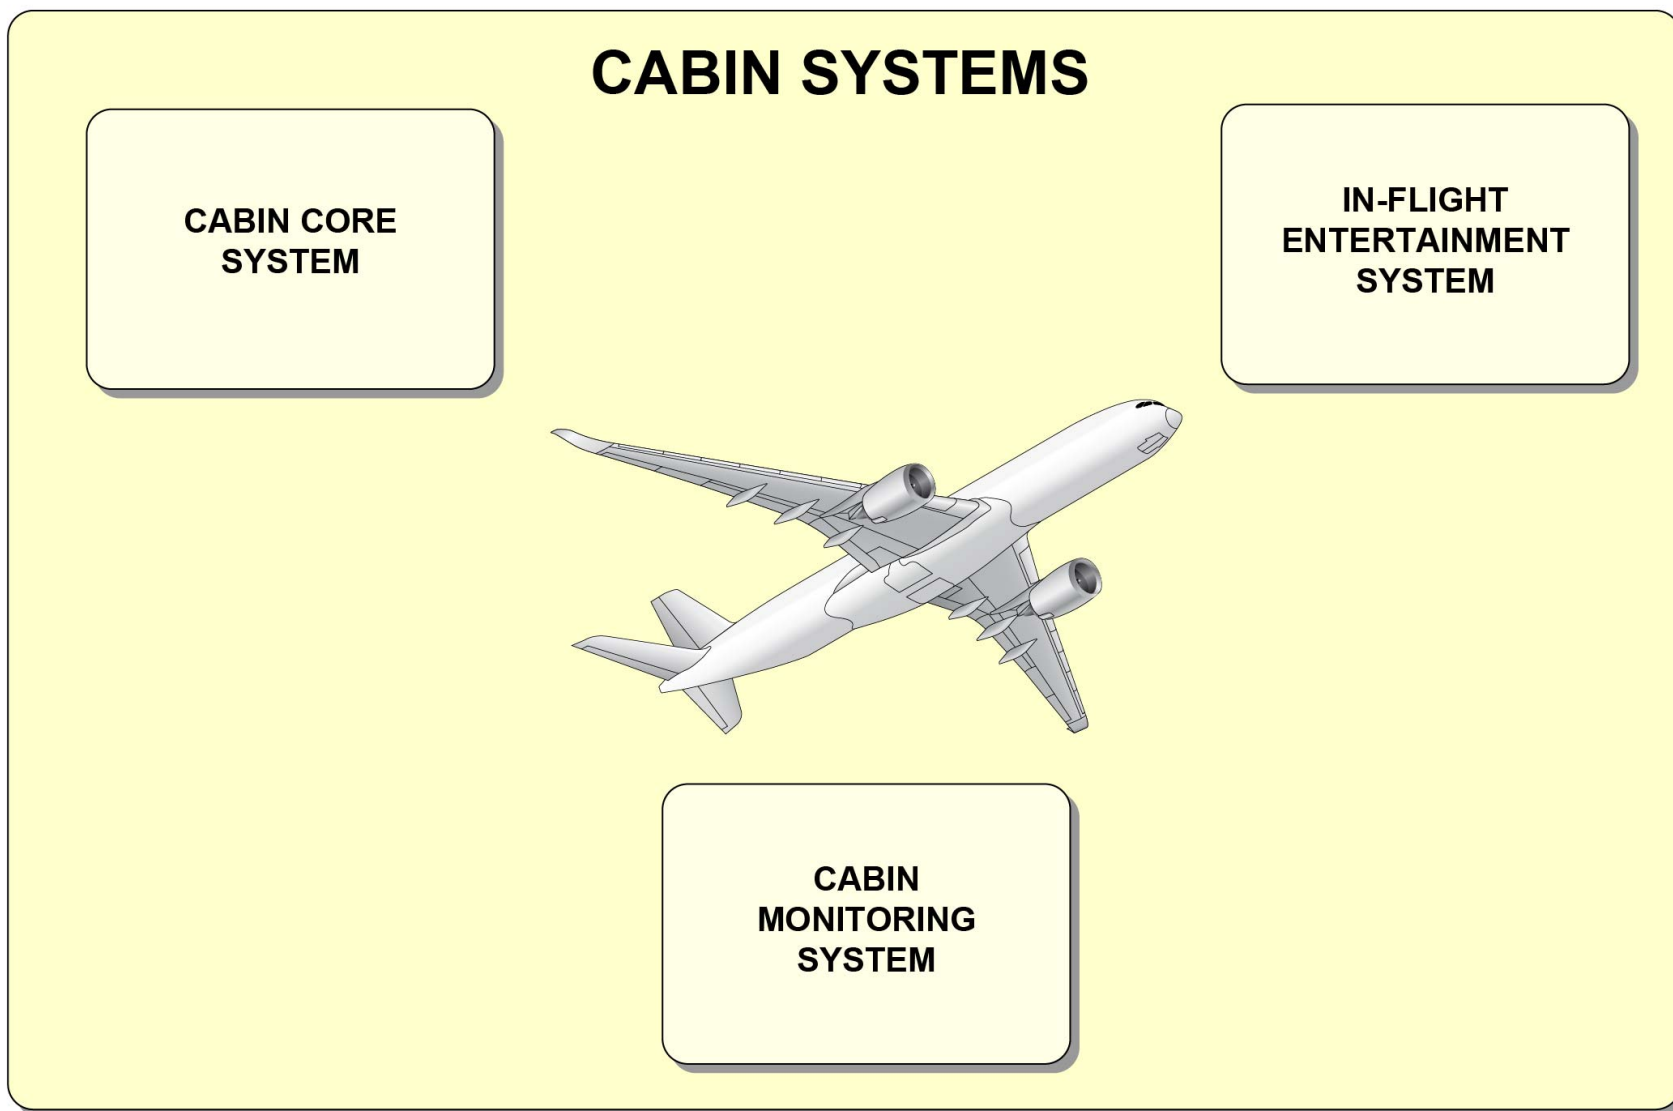 CABIN SYSTEMS
CABIN CORE
SYSTEM
IN-FLIGHT
ENTERTAINMENT
SYSTEM
CABIN
MONITORING
SYSTEM